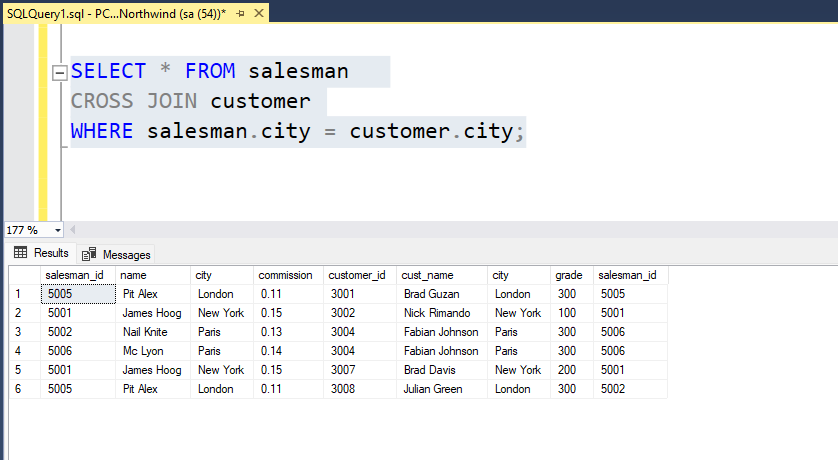 SQLQuery1.sql - PC...Northwind (sa (54))*
SELECT * FROM salesman
CROSS JOIN customer
WHERE salesman.city = customer.city;
177 %
Results Messages
salesman_id name city commission customer_id cust_name city grade salesman_id
1 5005 Pit Alex London 0.11 3001 Brad Guzan London 300 5005
2 5001 James Hoog New York 0.15 3002 Nick Rimando New York 100 5001
3 5002 Nail Knite Paris 0.13 3004 Fabian Johnson Paris 300 5006
4 5006 Mc Lyon Paris 0.14 3004 Fabian Johnson Paris 300 5006
5 5001 James Hoog New York 0.15 3007 Brad Davis New York 200 5001
6 5005 Pit Alex London 0.11 3008 Julian Green London 300 5002